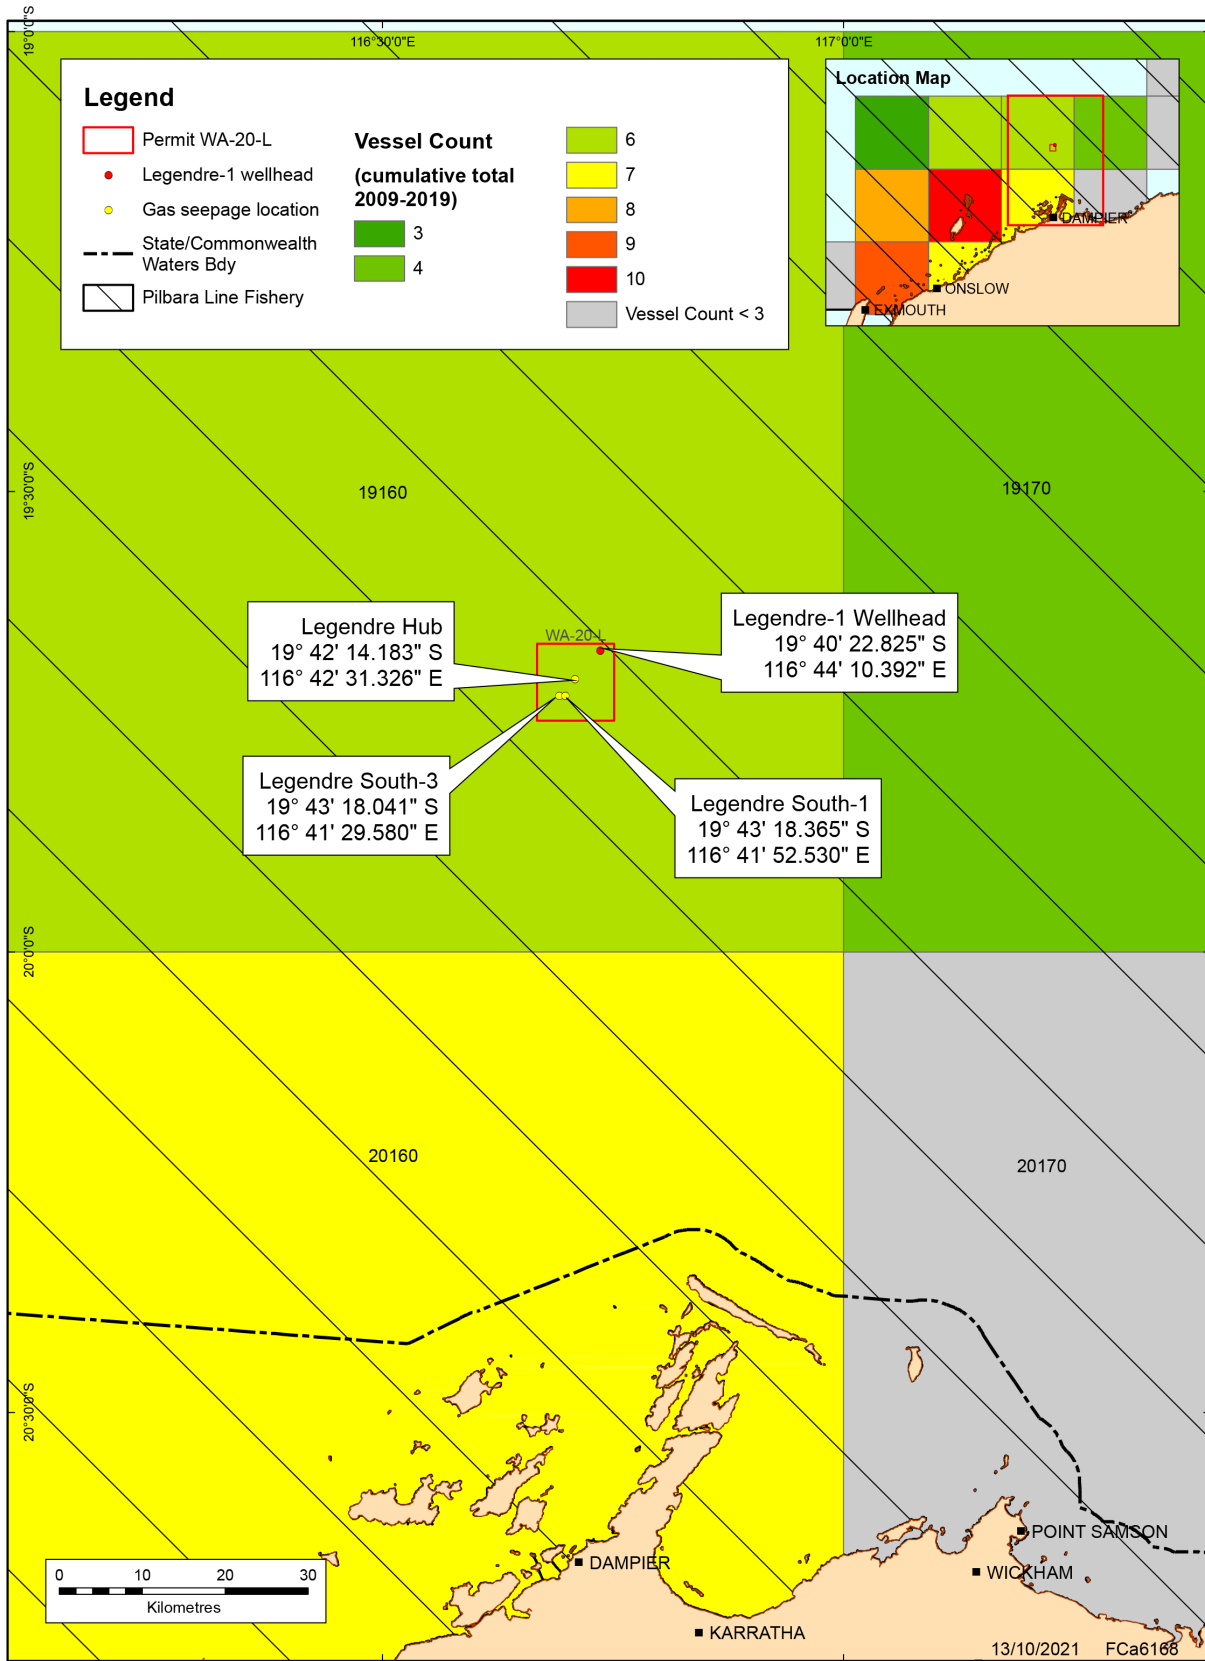 116°30'0"E
117°0'0"E
19°0'0"S
Legend
Permit WA-20-L
Legendre-1 wellhead
Gas seepage location
State/Commonwealth
Waters Bdy
Pilbara Line Fishery
Vessel Count
(cumulative total
2009-2019)
3
4
6
7
8
9
10
Vessel Count < 3
Location Map
DAMPIER
ONSLOW
EXMOUTH
19°30'0"S
19160
19170
Legendre Hub
19° 42' 14.183" S
116° 42' 31.326" E
WA-20-L
Legendre-1 Wellhead
19° 40' 22.825" S
116° 44' 10.392" E
Legendre South-3
19° 43' 18.041" S
116° 41' 29.580" E
Legendre South-1
19° 43' 18.365" S
116° 41' 52.530" E
20°0'0"S
20160
20170
20°30'0"S
POINT SAMSON
DAMPIER
WICKHAM
KARRATHA
0 10 20 30
Kilometres
13/10/2021 FCa6168